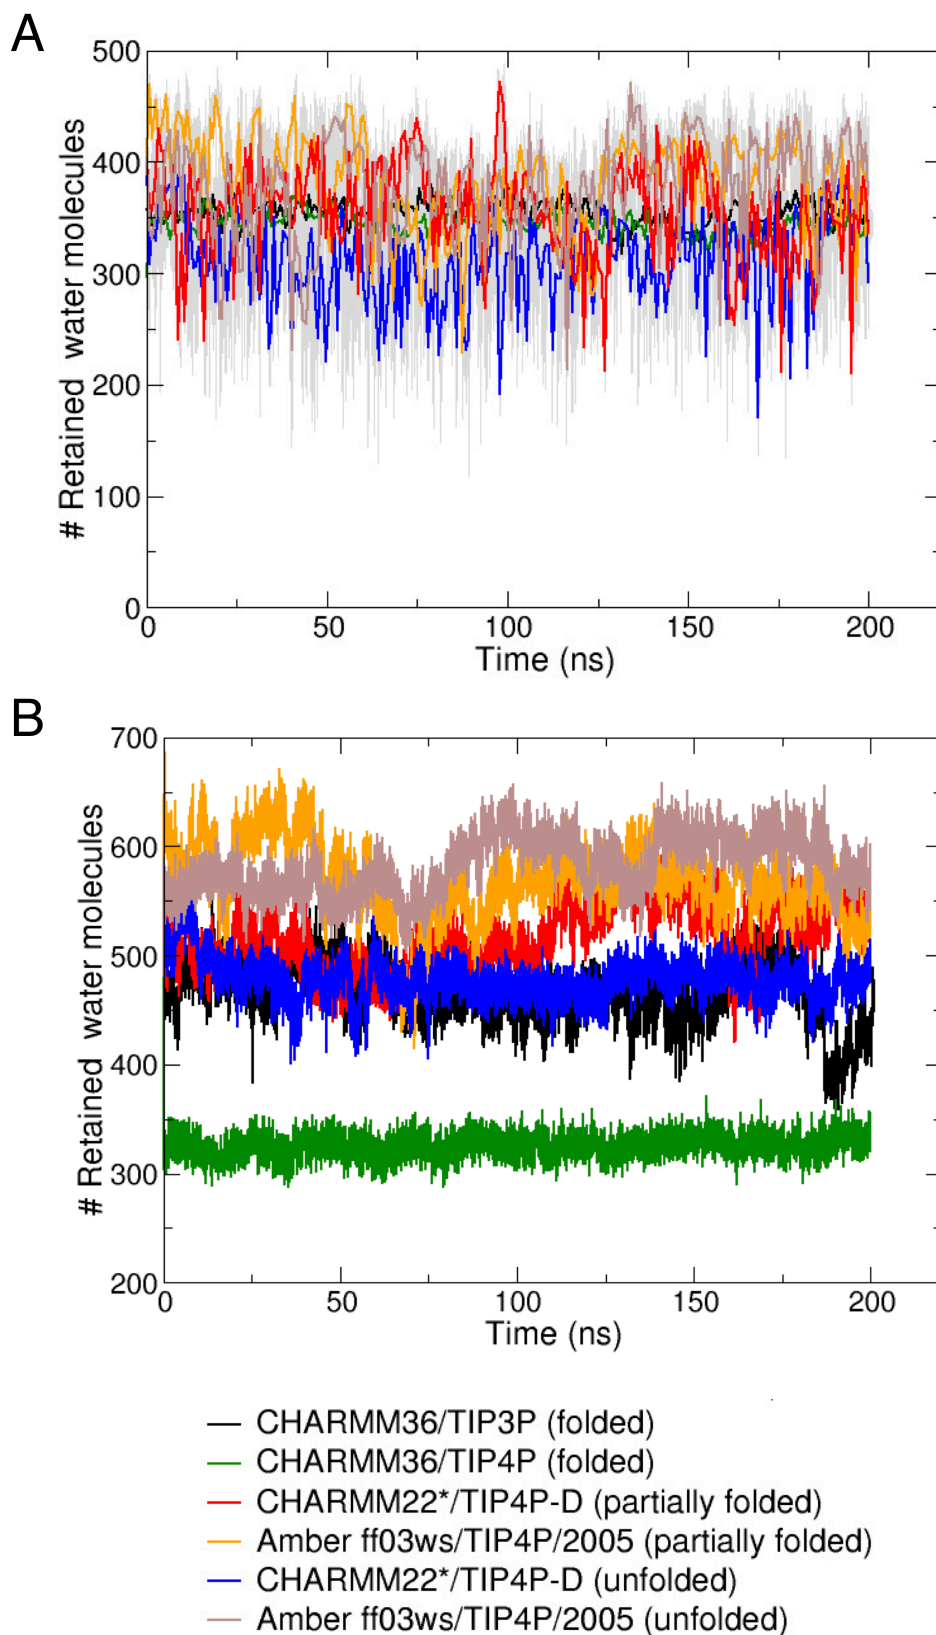 A
500
400
300
200
100
0
# Retained water molecules
0 50 100 150 200
Time (ns)
B
700
600
500
400
300
200
# Retained water molecules
0 50 100 150 200
Time (ns)
CHARMM36/TIP3P (folded)
CHARMM36/TIP4P (folded)
CHARMM22*/TIP4P-D (partially folded)
Amber ff03ws/TIP4P/2005 (partially folded)
CHARMM22*/TIP4P-D (unfolded)
Amber ff03ws/TIP4P/2005 (unfolded)